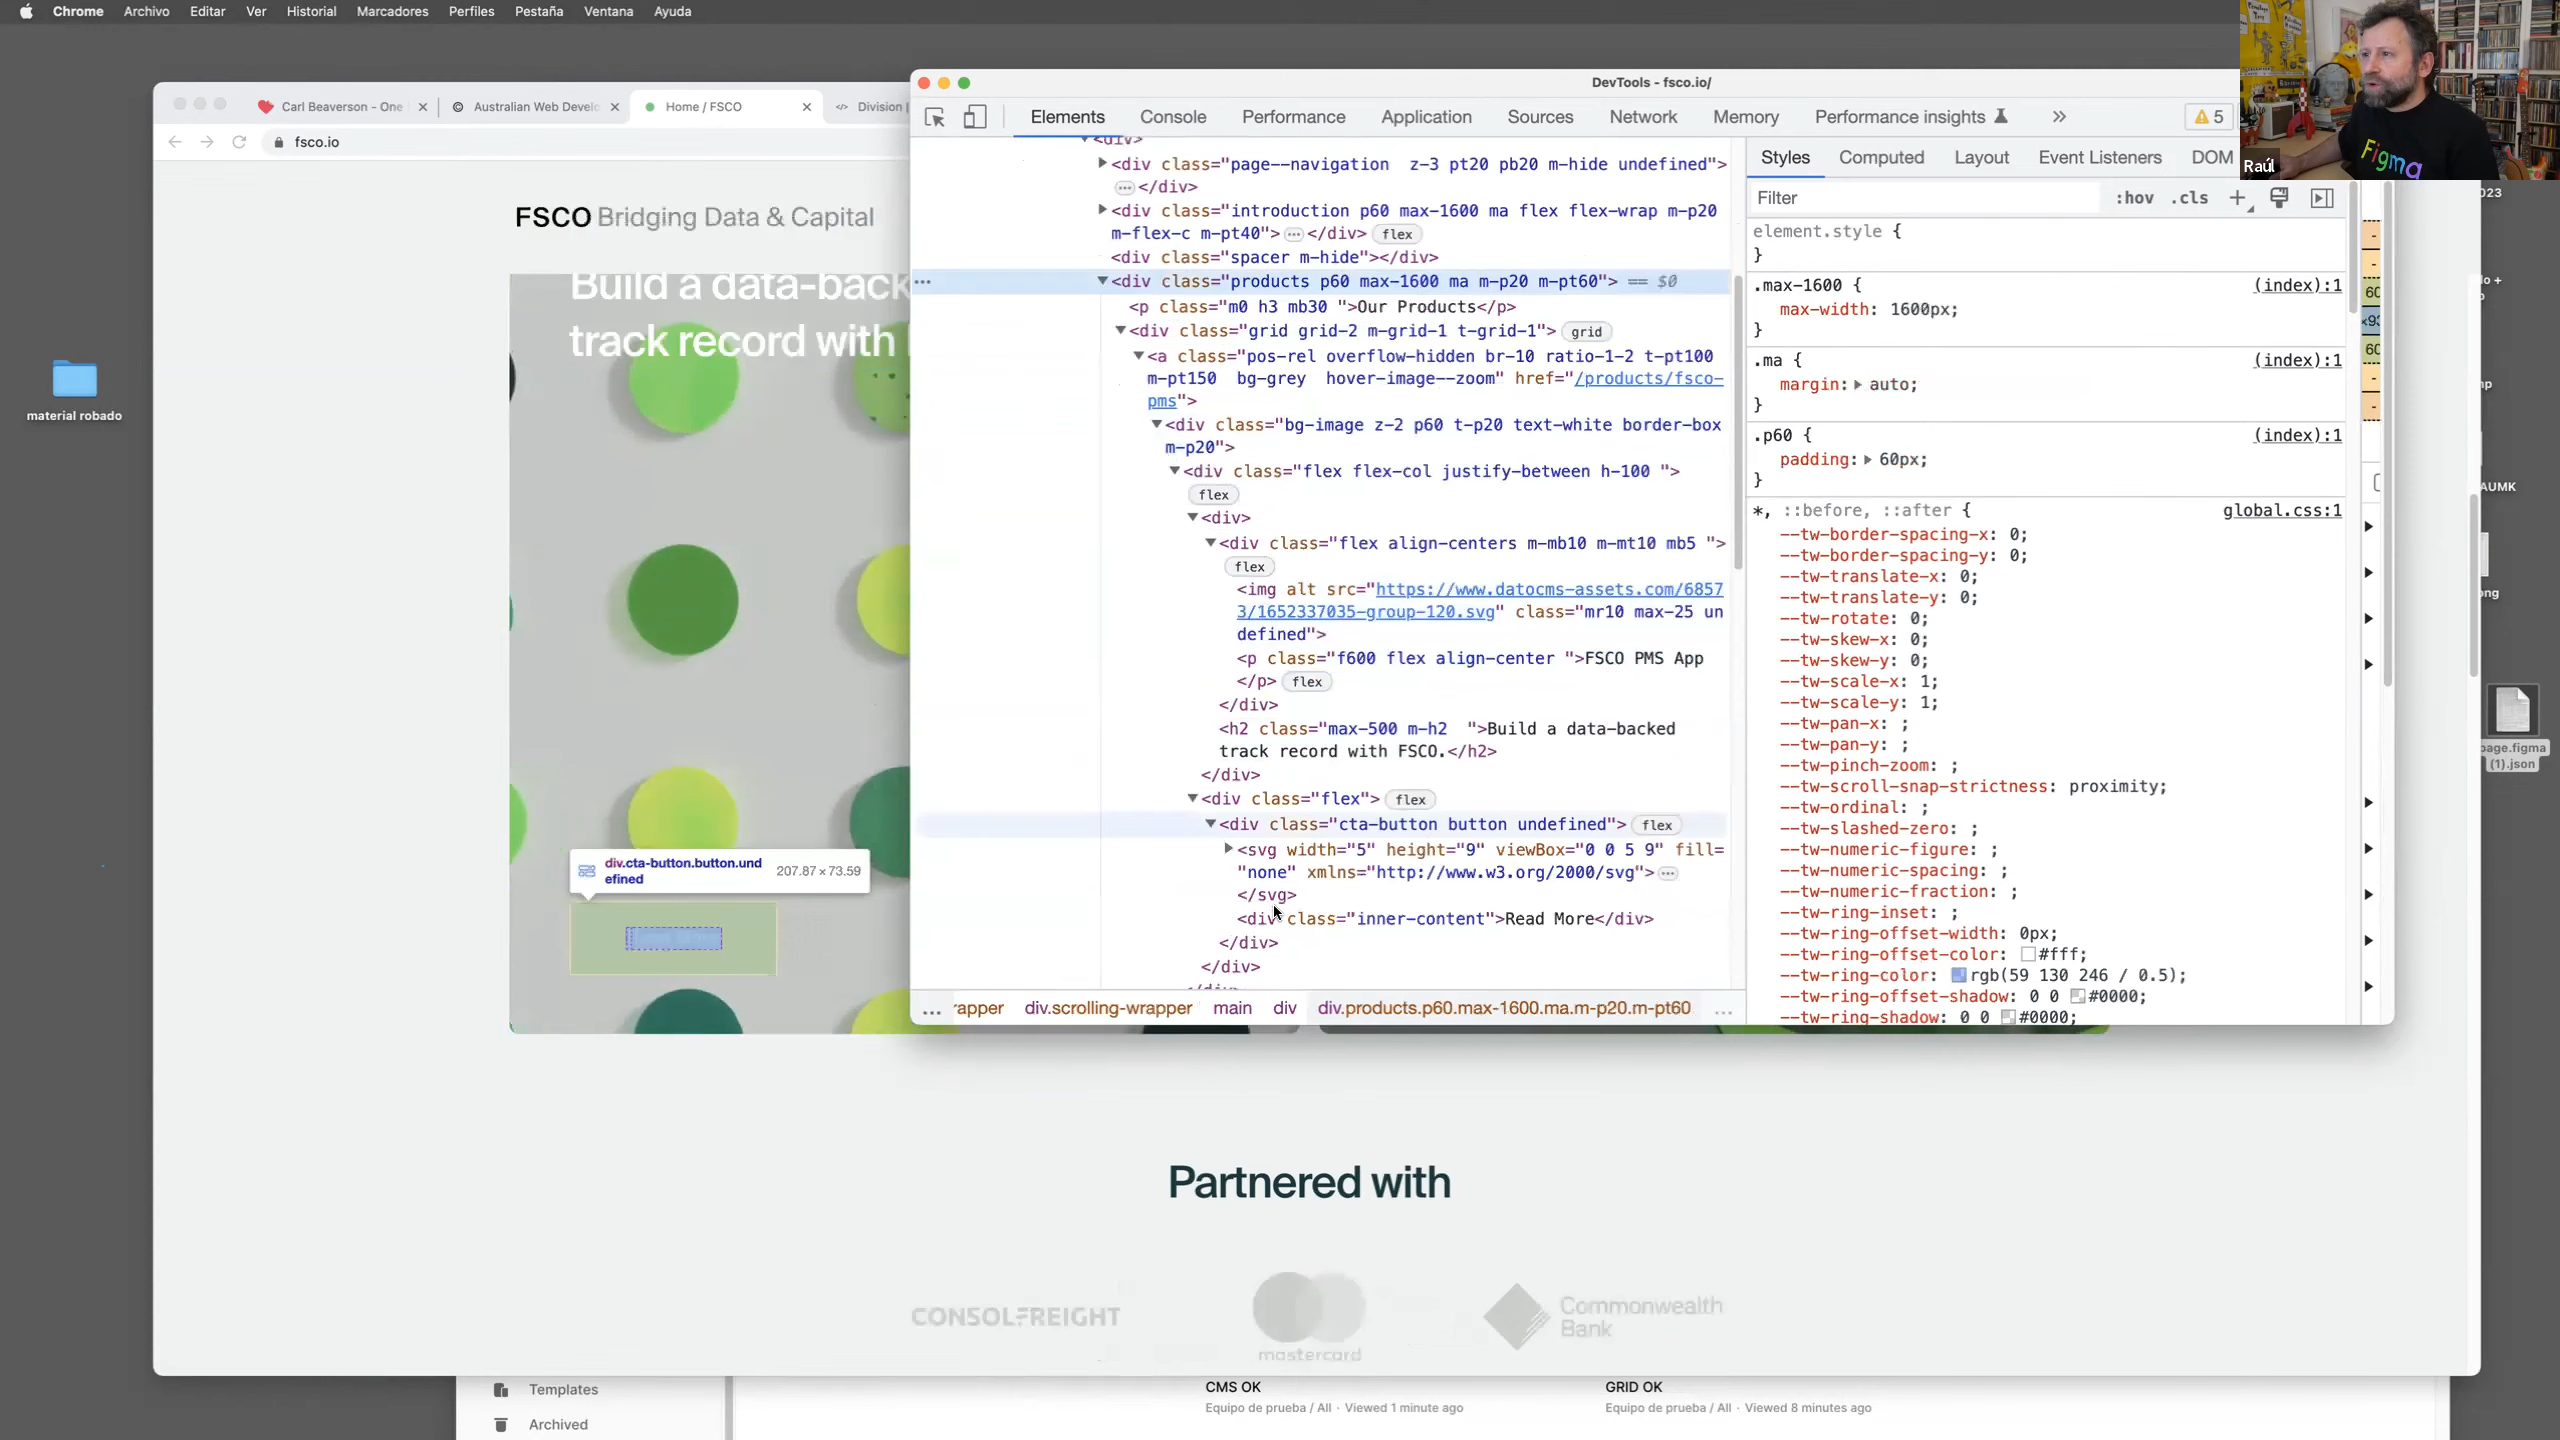 Chrome Archivo Editar Ver Historial Marcadores Perfiles Pestaña Ventana Ayuda
Raúl
Figma
Carl Beaverson - One
Australian Web Develo
Home / FSCO
Division |
fsco.io
FSCO Bridging Data & Capital
Build a data-back
track record with
material robado
div.cta-button.button.und
efined
207.87 × 73.59
DevTools - fsco.io/
Elements Console Performance Application Sources Network Memory Performance insights » 5
<div>
<div class="page--navigation  z-3 pt20 pb20 m-hide undefined">
… </div>
<div class="introduction p60 max-1600 ma flex flex-wrap m-p20
m-flex-c m-pt40"> … </div> flex
<div class="spacer m-hide"></div>
… <div class="products p60 max-1600 ma m-p20 m-pt60"> == $0
<p class="m0 h3 mb30 ">Our Products</p>
<div class="grid grid-2 m-grid-1 t-grid-1"> grid
<a class="pos-rel overflow-hidden br-10 ratio-1-2 t-pt100
m-pt150  bg-grey  hover-image--zoom" href="/products/fsco-
pms">
<div class="bg-image z-2 p60 t-p20 text-white border-box
m-p20">
<div class="flex flex-col justify-between h-100 ">
flex
<div>
<div class="flex align-centers m-mb10 m-mt10 mb5 ">
flex
<img alt src="https://www.datocms-assets.com/6857
3/1652337035-group-120.svg" class="mr10 max-25 un
defined">
<p class="f600 flex align-center ">FSCO PMS App
</p> flex
</div>
<h2 class="max-500 m-h2  ">Build a data-backed
track record with FSCO.</h2>
</div>
<div class="flex"> flex
<div class="cta-button button undefined"> flex
<svg width="5" height="9" viewBox="0 0 5 9" fill=
"none" xmlns="http://www.w3.org/2000/svg"> …
</svg>
<div class="inner-content">Read More</div>
</div>
</div>
… rapper div.scrolling-wrapper main div div.products.p60.max-1600.ma.m-p20.m-pt60 …
Styles Computed Layout Event Listeners DOM
Filter :hov .cls +
element.style {
}
.max-1600 { (index):1
max-width: 1600px;
}
.ma { (index):1
margin: auto;
}
.p60 { (index):1
padding: 60px;
}
*, ::before, ::after { global.css:1
--tw-border-spacing-x: 0;
--tw-border-spacing-y: 0;
--tw-translate-x: 0;
--tw-translate-y: 0;
--tw-rotate: 0;
--tw-skew-x: 0;
--tw-skew-y: 0;
--tw-scale-x: 1;
--tw-scale-y: 1;
--tw-pan-x: ;
--tw-pan-y: ;
--tw-pinch-zoom: ;
--tw-scroll-snap-strictness: proximity;
--tw-ordinal: ;
--tw-slashed-zero: ;
--tw-numeric-figure: ;
--tw-numeric-spacing: ;
--tw-numeric-fraction: ;
--tw-ring-inset: ;
--tw-ring-offset-width: 0px;
--tw-ring-offset-color: #fff;
--tw-ring-color: rgb(59 130 246 / 0.5);
--tw-ring-offset-shadow: 0 0 #0000;
--tw-ring-shadow: 0 0 #0000;
60
60
AUMK
page.figma
(1).json
Partnered with
CONSOLFREIGHT
mastercard
Commonwealth
Bank
Templates
Archived
CMS OK
Equipo de prueba / All · Viewed 1 minute ago
GRID OK
Equipo de prueba / All · Viewed 8 minutes ago